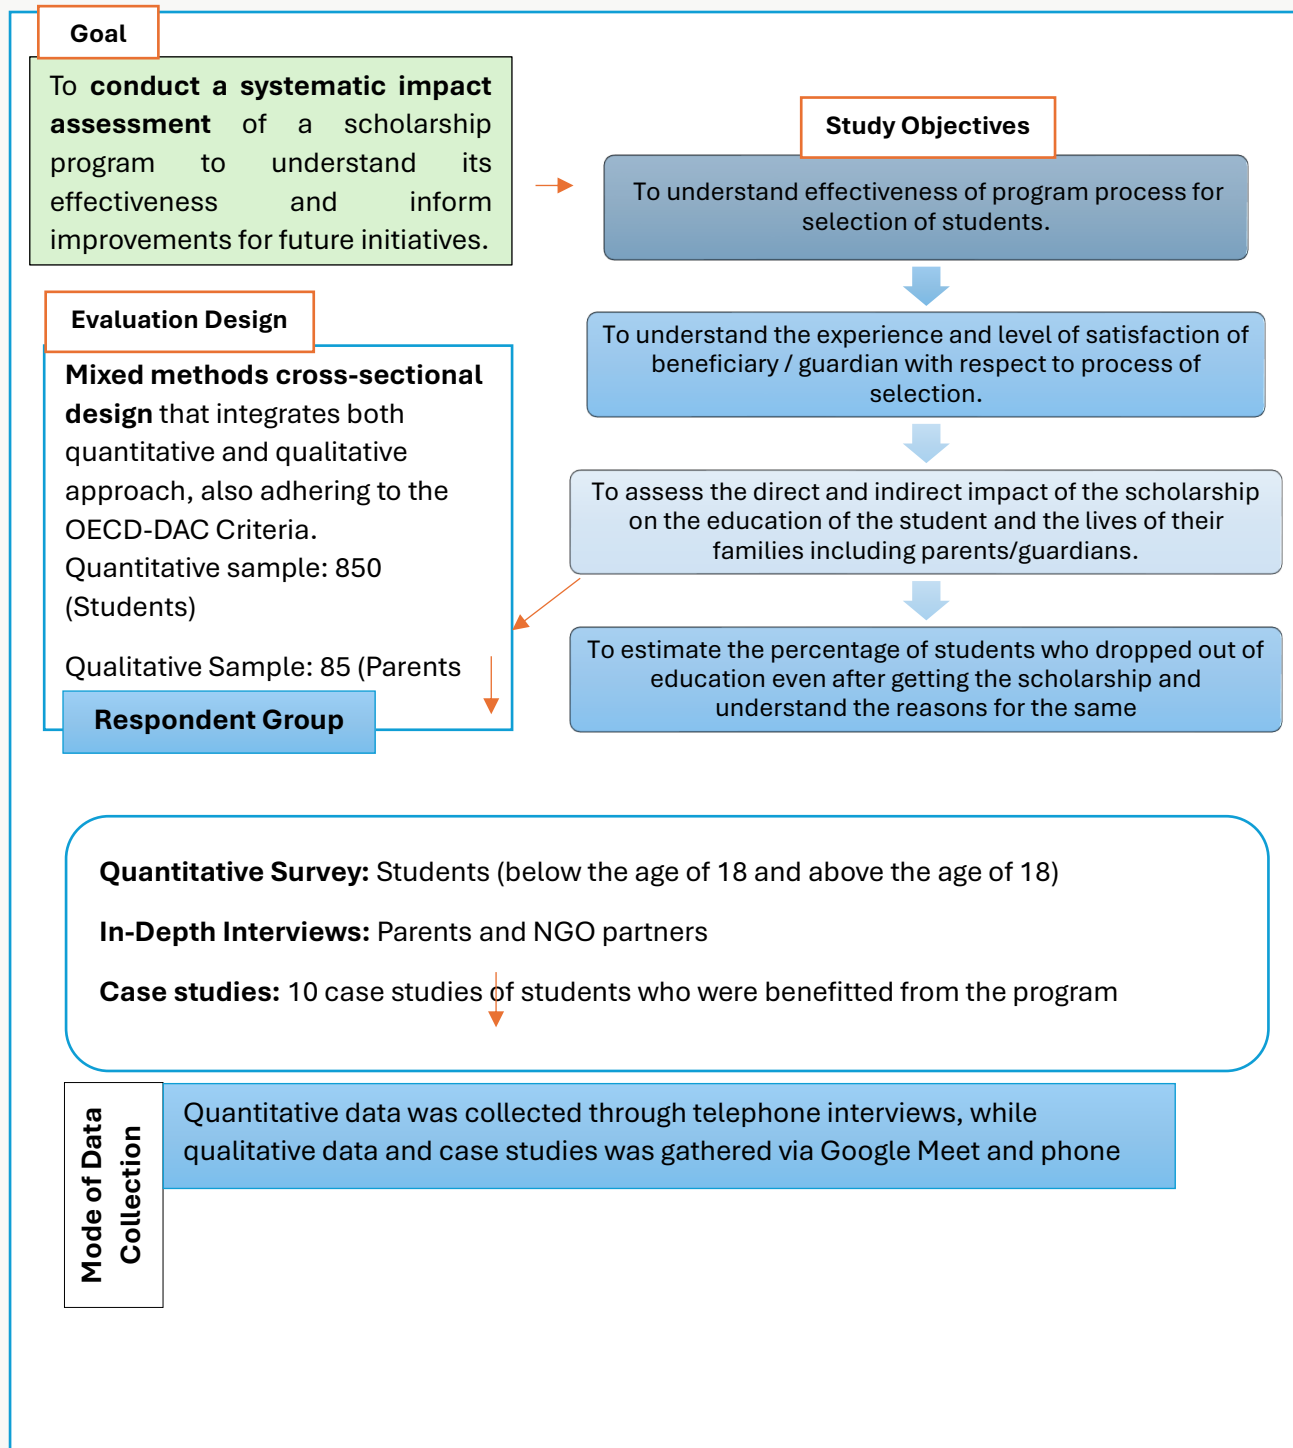 Goal
To conduct a systematic impact
assessment of a scholarship
program to understand its
effectiveness and inform
improvements for future initiatives.
Study Objectives
To understand effectiveness of program process for
selection of students.
To understand the experience and level of satisfaction of
beneficiary / guardian with respect to process of
selection.
To assess the direct and indirect impact of the scholarship
on the education of the student and the lives of their
families including parents/guardians.
To estimate the percentage of students who dropped out of
education even after getting the scholarship and
understand the reasons for the same
Evaluation Design
Mixed methods cross-sectional
design that integrates both
quantitative and qualitative
approach, also adhering to the
OECD-DAC Criteria.
Quantitative sample: 850
(Students)
Qualitative Sample: 85 (Parents
Respondent Group
Quantitative Survey: Students (below the age of 18 and above the age of 18)
In-Depth Interviews: Parents and NGO partners
Case studies: 10 case studies of students who were benefitted from the program
Mode of Data
Collection
Quantitative data was collected through telephone interviews, while
qualitative data and case studies was gathered via Google Meet and phone